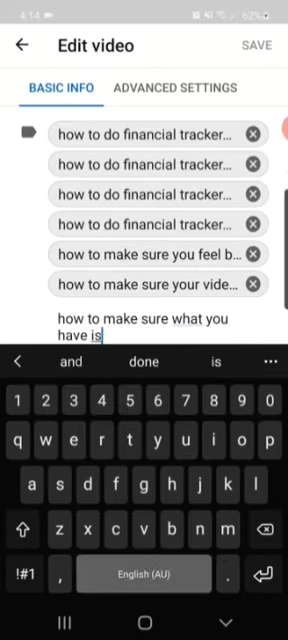 4:14
62%
Edit video
SAVE
BASIC INFO
ADVANCED SETTINGS
how to do financial tracker...
how to do financial tracker...
how to do financial tracker...
how to do financial tracker...
how to make sure you feel b...
how to make sure your vide...
how to make sure what you
have is
and done is
1 2 3 4 5 6 7 8 9 0
q w e r t y u i o p
a s d f g h j k l
z x c v b n m
!#1 , English (AU) .